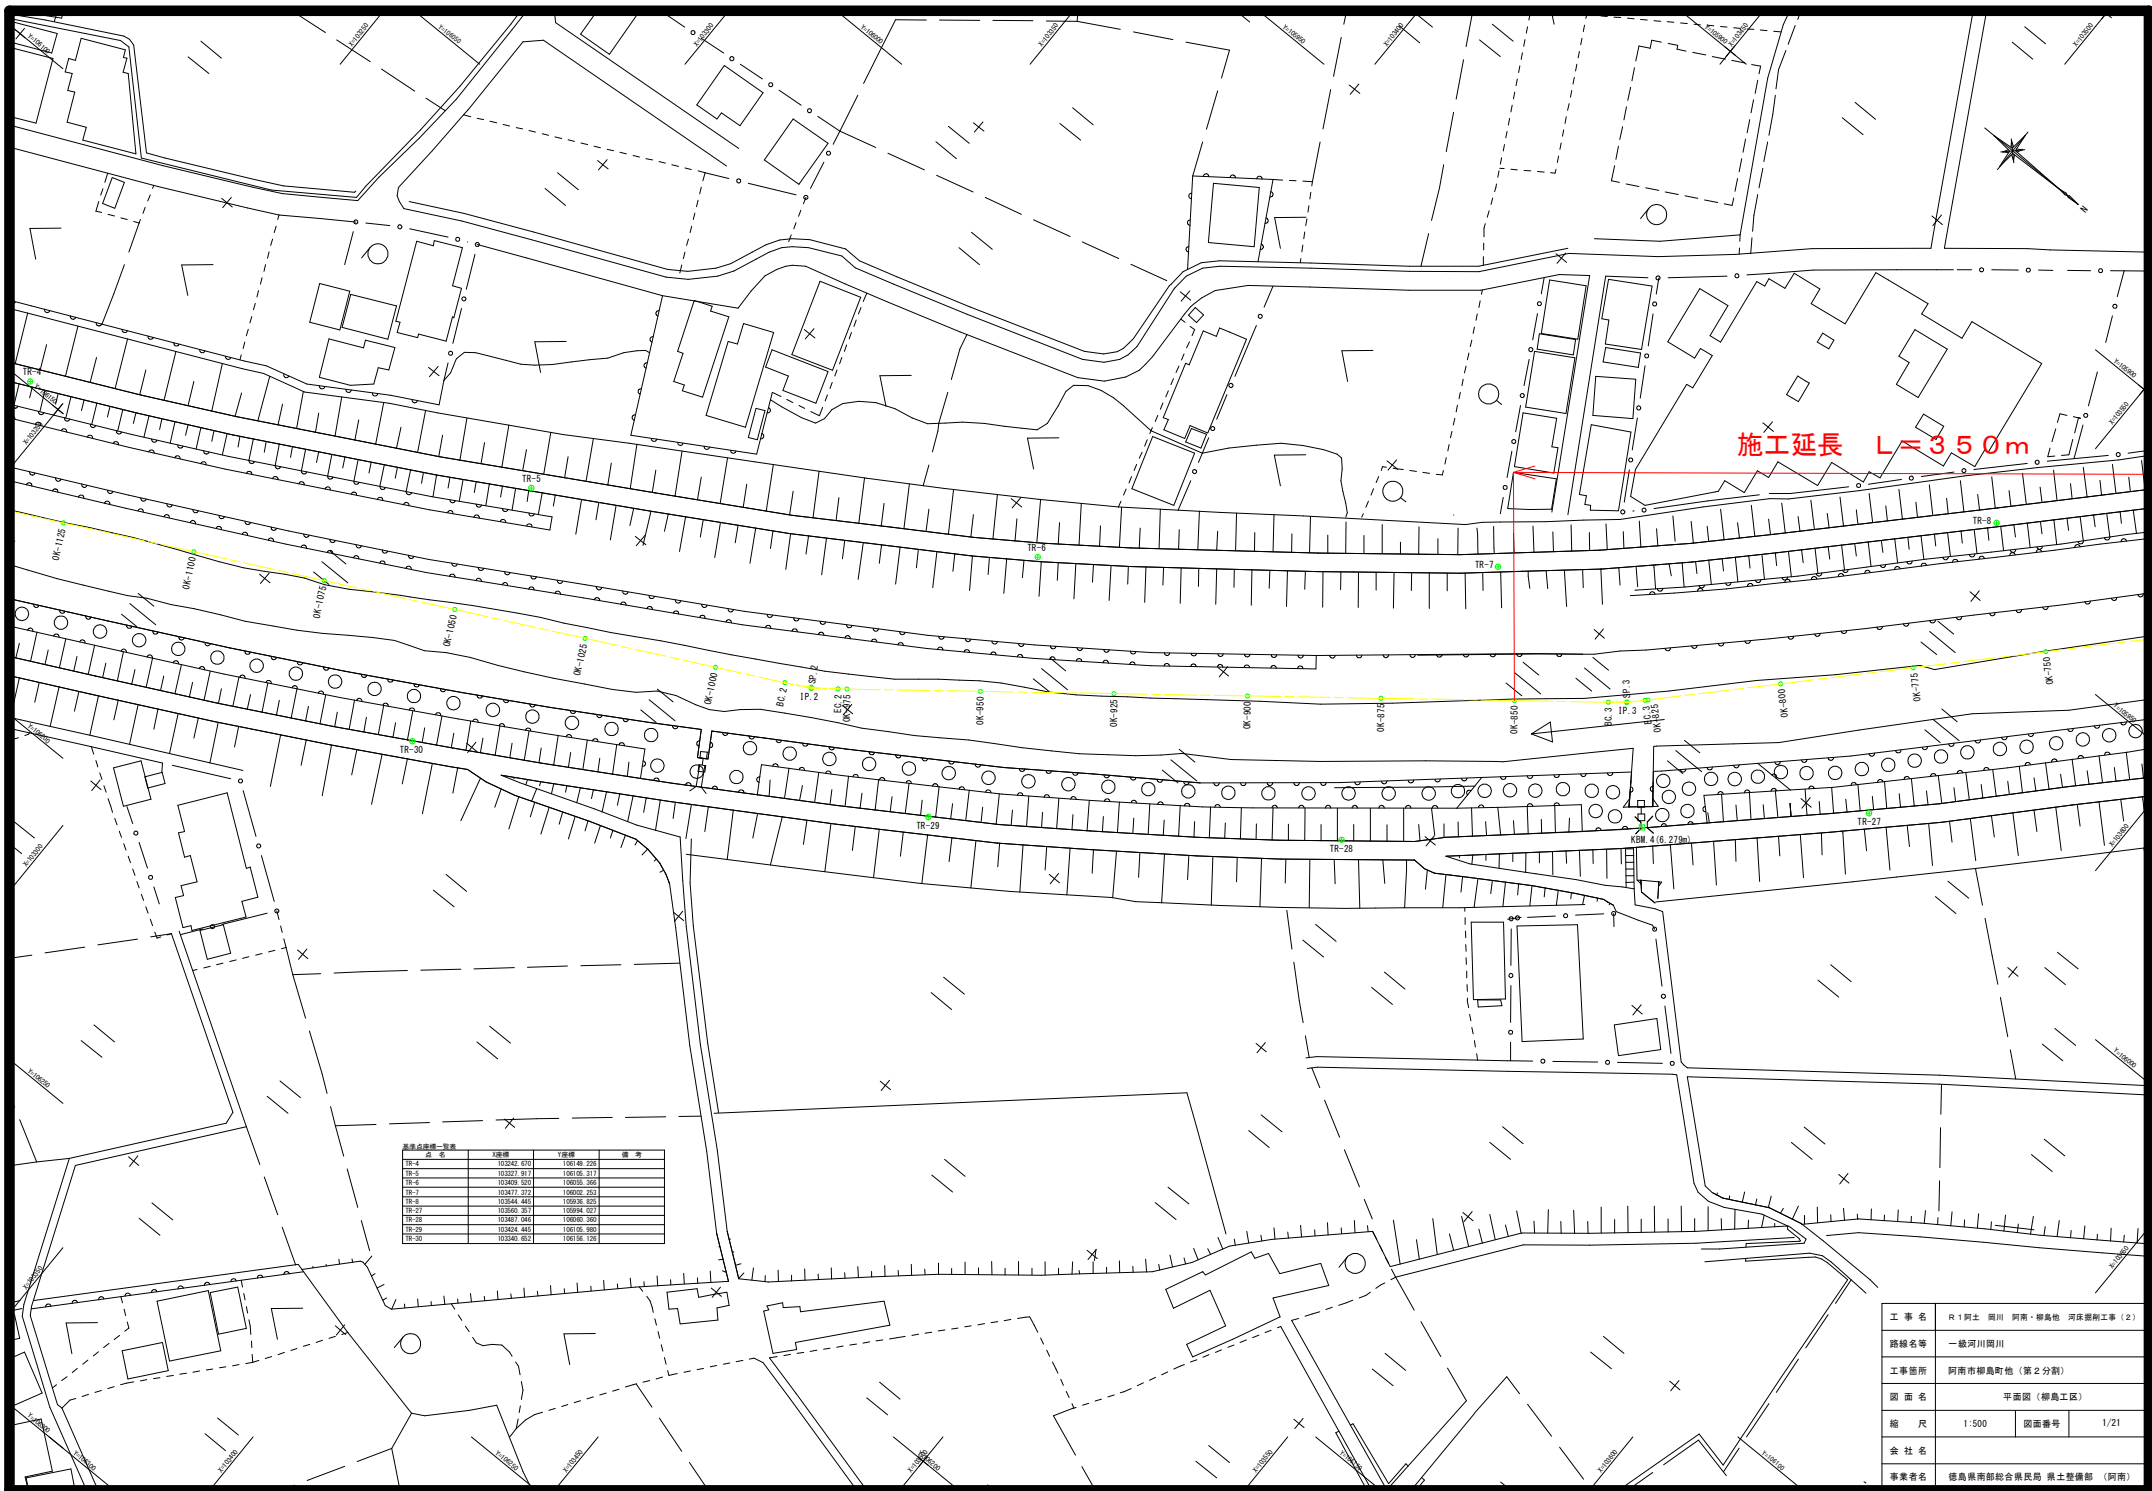 施工延長　L=350m
TR-4
TR-5
TR-6
TR-7
TR-8
OK-1125
OK-1100
OK-1075
OK-1050
OK-1025
OK-1000
BC.2
SP.2
IP.2
EC.2
OK-975
OK-950
OK-925
OK-900
OK-875
OK-850
BC.3
SP.3
IP.3
EC.3
OK-825
OK-800
OK-775
OK-750
TR-30
TR-29
TR-28
KBM.4(6.279m)
TR-27
N
基準点座標一覧表
点 名 X座標 Y座標 備 考
TR-4 103242.670 106149.226
TR-5 103327.917 106105.317
TR-6 103409.520 106055.366
TR-7 103477.372 106002.253
TR-8 103544.445 105936.825
TR-27 103560.357 105994.027
TR-28 103487.046 106060.360
TR-29 103424.445 106105.980
TR-30 103340.652 106156.126
工 事 名 R1阿土　岡川　阿南・柳島他　河床掘削工事（2）
路線名等 一級河川岡川
工事箇所 阿南市柳島町他（第2分割）
図 面 名 平面図（柳島工区）
縮　尺 1:500 図面番号 1/21
会 社 名
事業者名 徳島県南部総合県民局 県土整備部 （阿南）